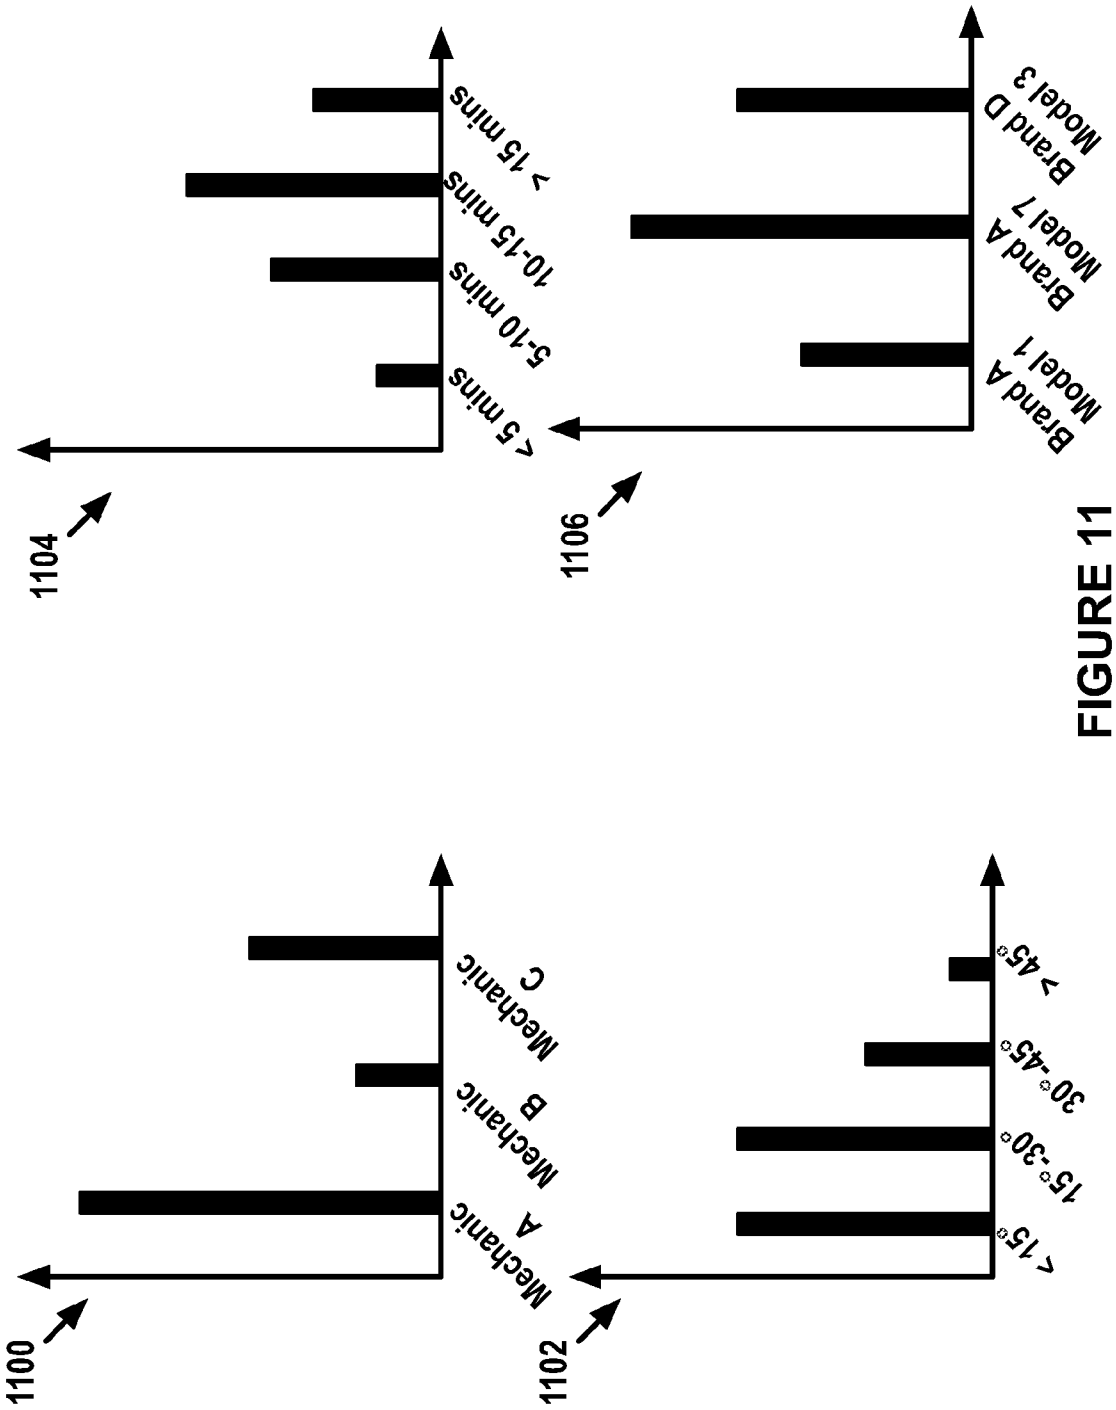 1100
Mechanic
A
Mechanic
B
Mechanic
C
1104
< 5 mins
5-10 mins
10-15 mins
> 15 mins
1102
< 15°
15°-30°
30°-45°
> 45°
1106
Brand A
Model 1
Brand A
Model 7
Brand D
Model 3
FIGURE 11